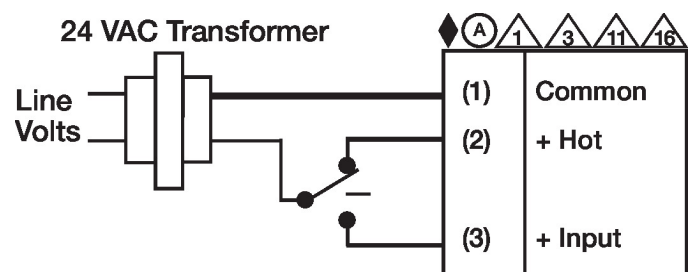 24 VAC Transformer
A 1 3 11 16
Line
Volts
(1) Common
(2) + Hot
(3) + Input